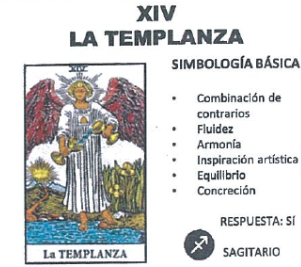 XIV
LA TEMPLANZA
SIMBOLOGÍA BÁSICA
• Combinación de
contrarios
• Fluidez
• Armonía
• Inspiración artística
• Equilibrio
• Concreción
RESPUESTA: SÍ
SAGITARIO
XIV
La TEMPLANZA